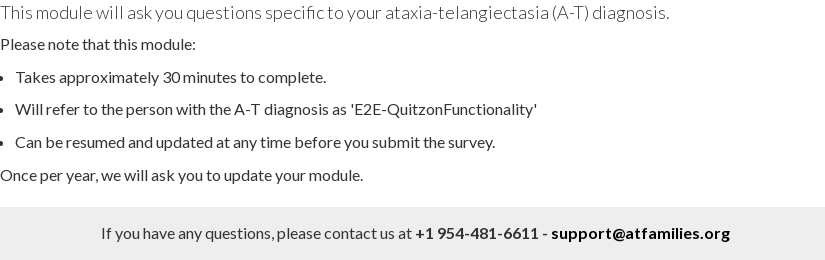 This module will ask you questions specific to your ataxia-telangiectasia (A-T) diagnosis.
Please note that this module:
• Takes approximately 30 minutes to complete.
• Will refer to the person with the A-T diagnosis as 'E2E-QuitzonFunctionality'
• Can be resumed and updated at any time before you submit the survey.
Once per year, we will ask you to update your module.
If you have any questions, please contact us at +1 954-481-6611 - support@atfamilies.org